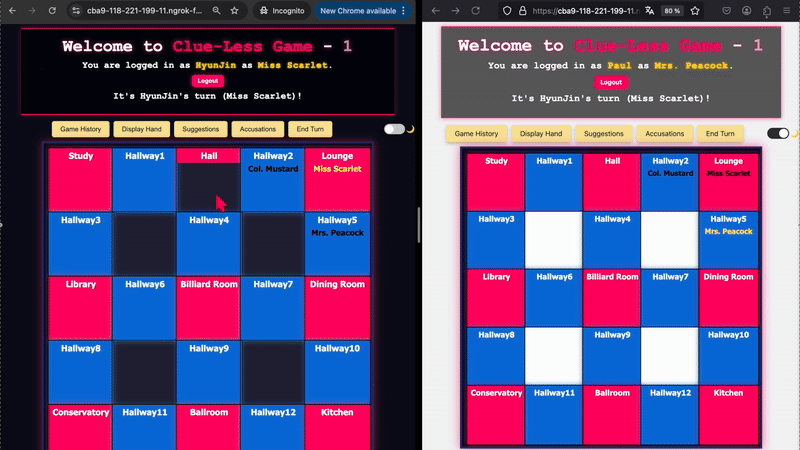 cba9-118-221-199-11.ngrok-f...
Incognito
New Chrome available
Welcome to Clue-Less Game - 1
You are logged in as HyunJin as Miss Scarlet.
Logout
It's HyunJin's turn (Miss Scarlet)!
Game History
Display Hand
Suggestions
Accusations
End Turn
Study
Hallway1
Hall
Hallway2
Lounge
Col. Mustard
Miss Scarlet
Hallway3
Hallway4
Hallway5
Mrs. Peacock
Library
Hallway6
Billiard Room
Hallway7
Dining Room
Hallway8
Hallway9
Hallway10
Conservatory
Hallway11
Ballroom
Hallway12
Kitchen
https://cba9-118-221-199-11.
80 %
Welcome to Clue-Less Game - 1
You are logged in as Paul as Mrs. Peacock.
Logout
It's HyunJin's turn (Miss Scarlet)!
Game History
Display Hand
Suggestions
Accusations
End Turn
Study
Hallway1
Hall
Hallway2
Lounge
Col. Mustard
Miss Scarlet
Hallway3
Hallway4
Hallway5
Mrs. Peacock
Library
Hallway6
Billiard Room
Hallway7
Dining Room
Hallway8
Hallway9
Hallway10
Conservatory
Hallway11
Ballroom
Hallway12
Kitchen